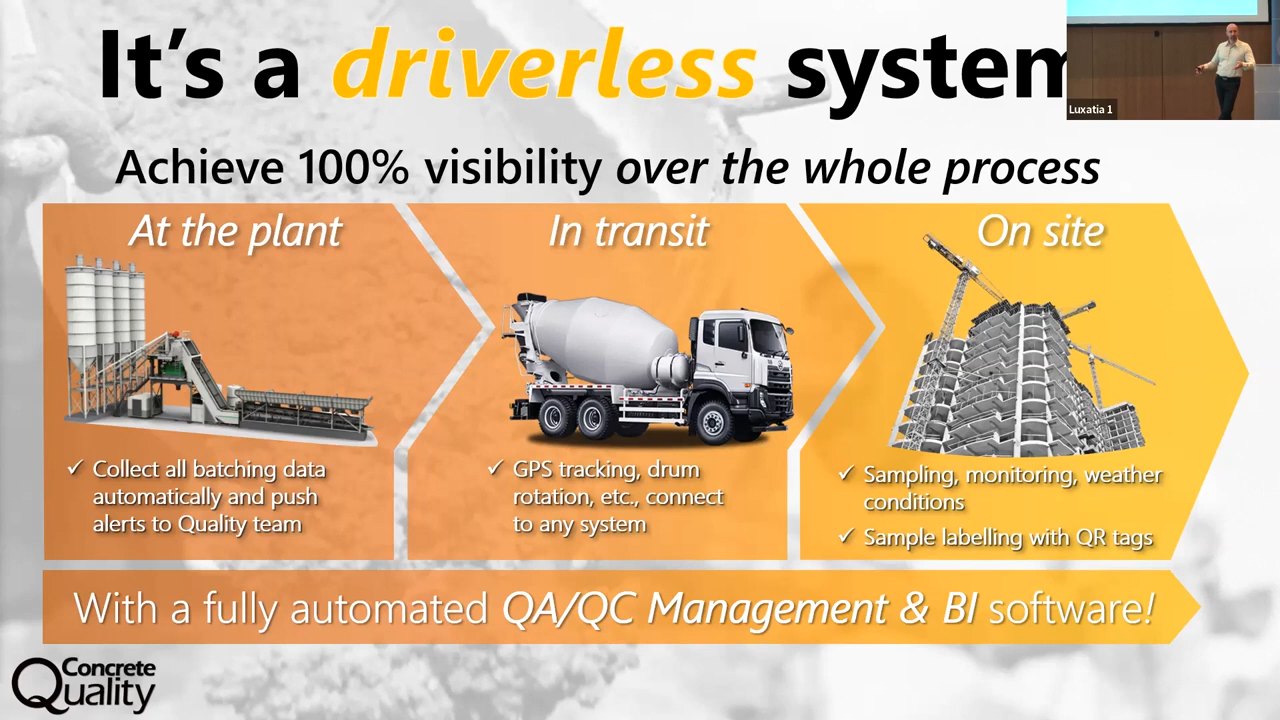 It's a driverless system
Luxatia 1
Achieve 100% visibility over the whole process
At the plant
In transit
On site
✓ Collect all batching data
automatically and push
alerts to Quality team
✓ GPS tracking, drum
rotation, etc., connect
to any system
✓ Sampling, monitoring, weather
conditions
✓ Sample labelling with QR tags
With a fully automated QA/QC Management & BI software!
Concrete
Quality